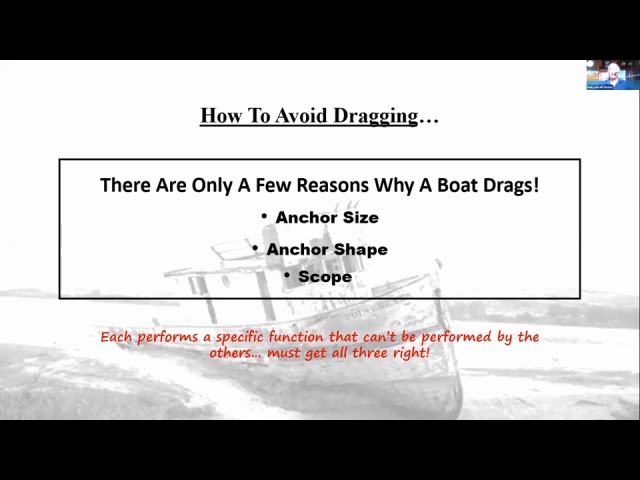 How To Avoid Dragging…
There Are Only A Few Reasons Why A Boat Drags!
• Anchor Size
• Anchor Shape
• Scope
Each performs a specific function that can't be performed by the
others... must get all three right!